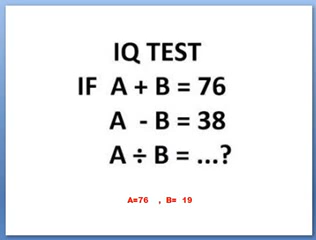 IQ TEST
IF A + B = 76
A - B = 38
A ÷ B = ...?
A=76 , B= 19